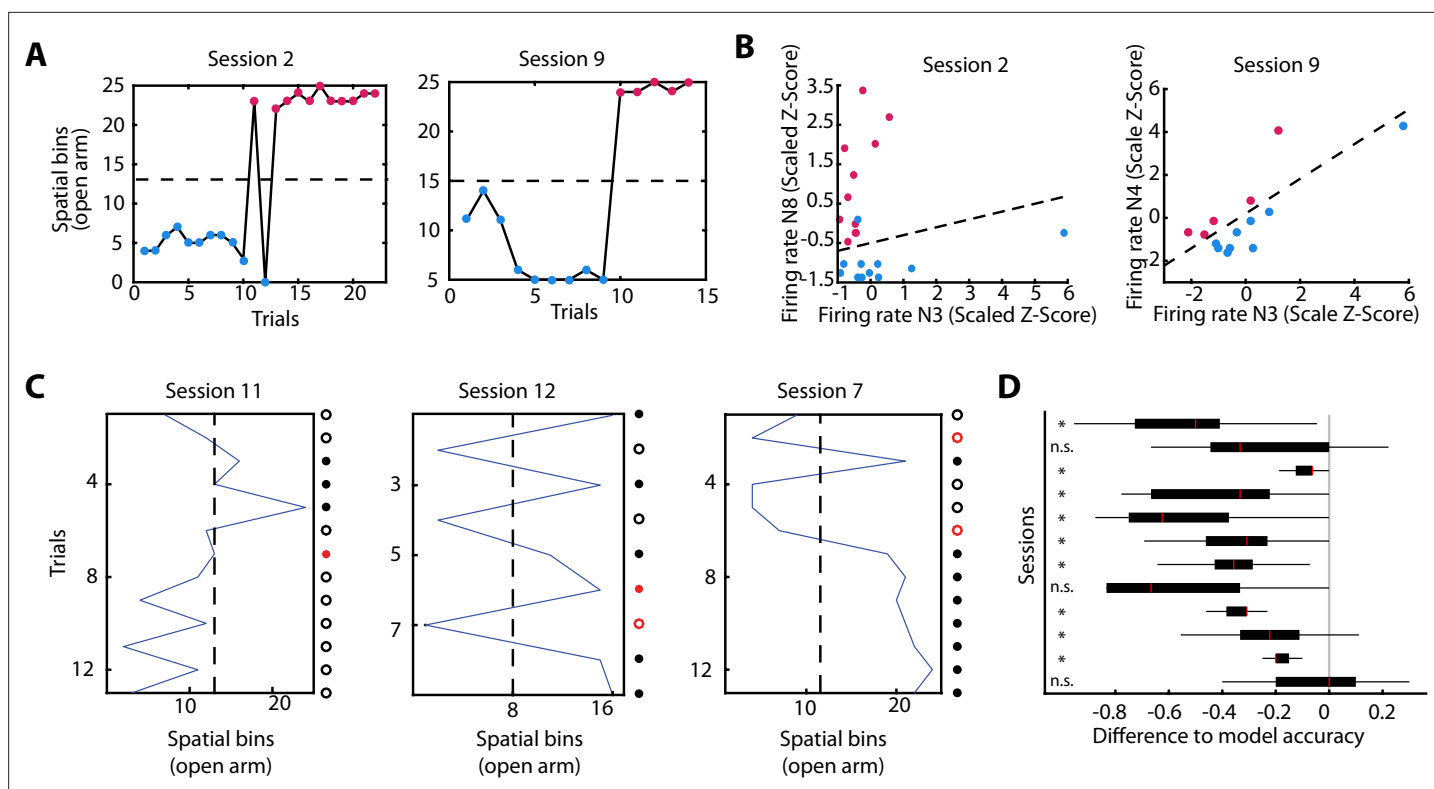 A
Session 2
Spatial bins
(open arm)
25
20
15
10
5
0
0
10
20
Trials
Session 9
25
20
15
10
5
0
5
10
15
Trials
B
Session 2
Firing rate N8 (Scaled Z-Score)
3.5
2.5
1.5
0.5
-0.5
-1.5
-1
0
1
2
3
4
5
6
Firing rate N3 (Scaled Z-Score)
Session 9
Firing rate N4 (Scale Z-Score)
6
4
2
0
-2
-2
0
2
4
6
Firing rate N3 (Scale Z-Score)
C
Session 11
Trials
4
8
12
10
20
Spatial bins
(open arm)
Session 12
3
5
7
8
16
Spatial bins
(open arm)
Session 7
4
8
12
10
20
Spatial bins
(open arm)
D
Sessions
*
n.s.
*
*
*
*
*
n.s.
*
*
*
n.s.
-0.8
-0.6
-0.4
-0.2
0
0.2
Difference to model accuracy